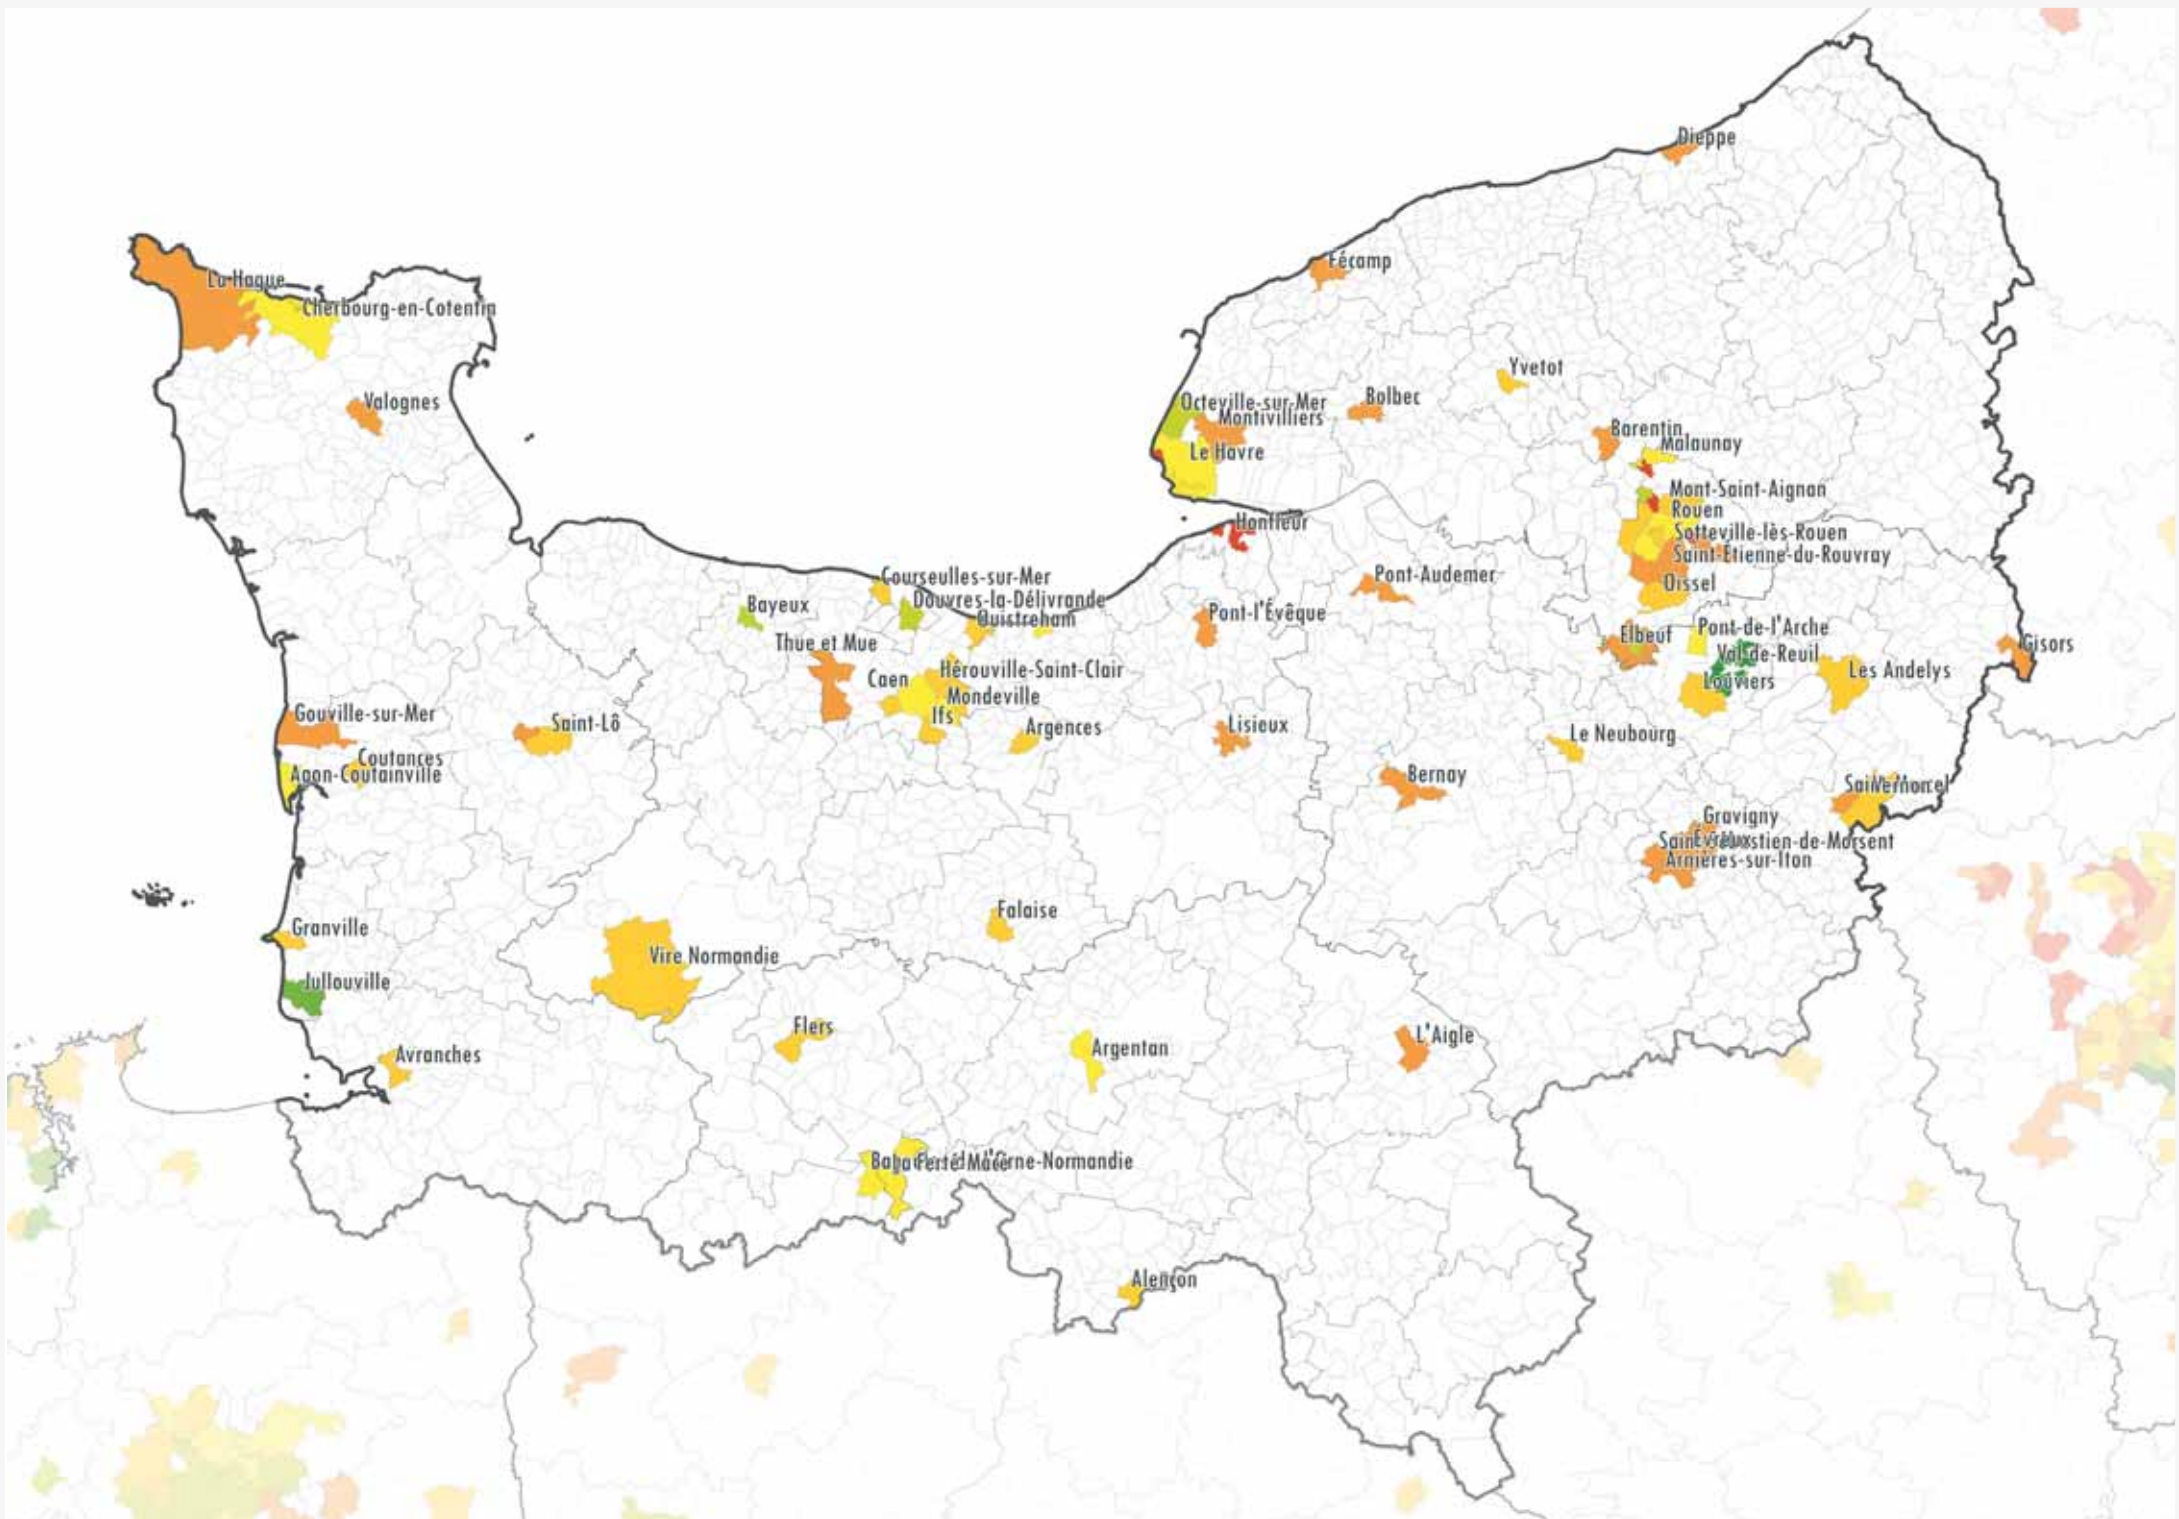 Dieppe
Fécamp
La Hague
Cherbourg-en-Cotentin
Yvetot
Valognes
Bolbec
Octeville-sur-Mer
Montivilliers
Barentin
Malaunay
Le Havre
Mont-Saint-Aignan
Rouen
Honfleur
Sotteville-lès-Rouen
Saint-Étienne-du-Rouvray
Courseulles-sur-Mer
Pont-Audemer
Oissel
Douvres-la-Délivrande
Bayeux
Pont-l'Évêque
Ouistreham
Pont-de-l'Arche
Elbeuf
Thue et Mue
Gisors
Val-de-Reuil
Hérouville-Saint-Clair
Les Andelys
Caen
Louviers
Mondeville
Gouville-sur-Mer
Ifs
Saint-Lô
Argences
Lisieux
Le Neubourg
Coutances
Agon-Coutainville
Bernay
Gravigny
Arnières-sur-Iton
Falaise
Granville
Vire Normandie
Jullouville
Flers
L'Aigle
Argentan
Avranches
Alençon